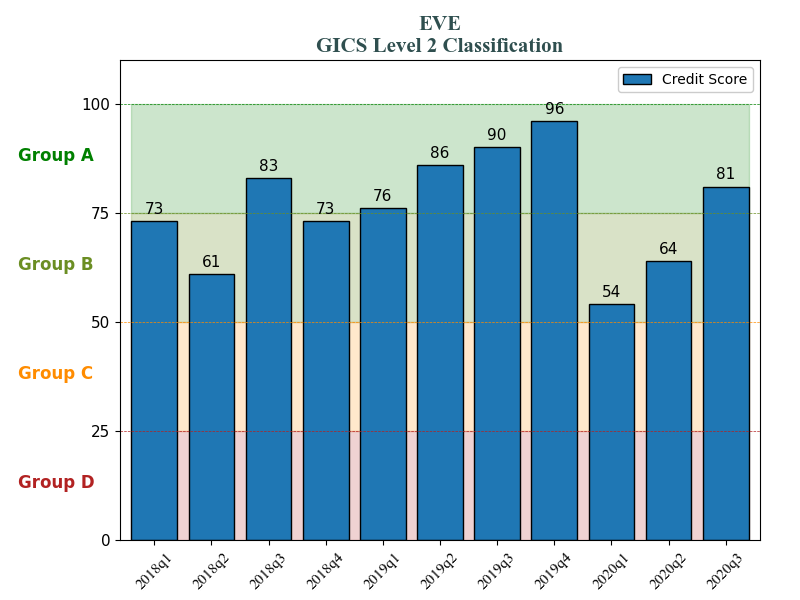 EVE
GICS Level 2 Classification
Credit Score
100
75
50
25
0
Group A
Group B
Group C
Group D
73
61
83
73
76
86
90
96
54
64
81
2018q1
2018q2
2018q3
2018q4
2019q1
2019q2
2019q3
2019q4
2020q1
2020q2
2020q3